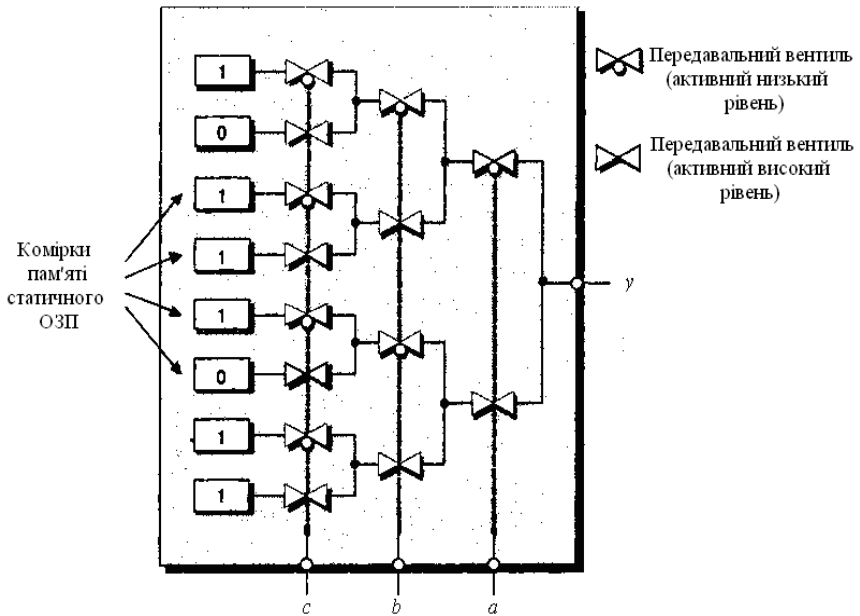 1
0
1
1
1
0
1
1
Передавальний вентиль
(активний низький
рівень)
Передавальний вентиль
(активний високий
рівень)
Комірки
пам'яті
статичного
ОЗП
y
c b a